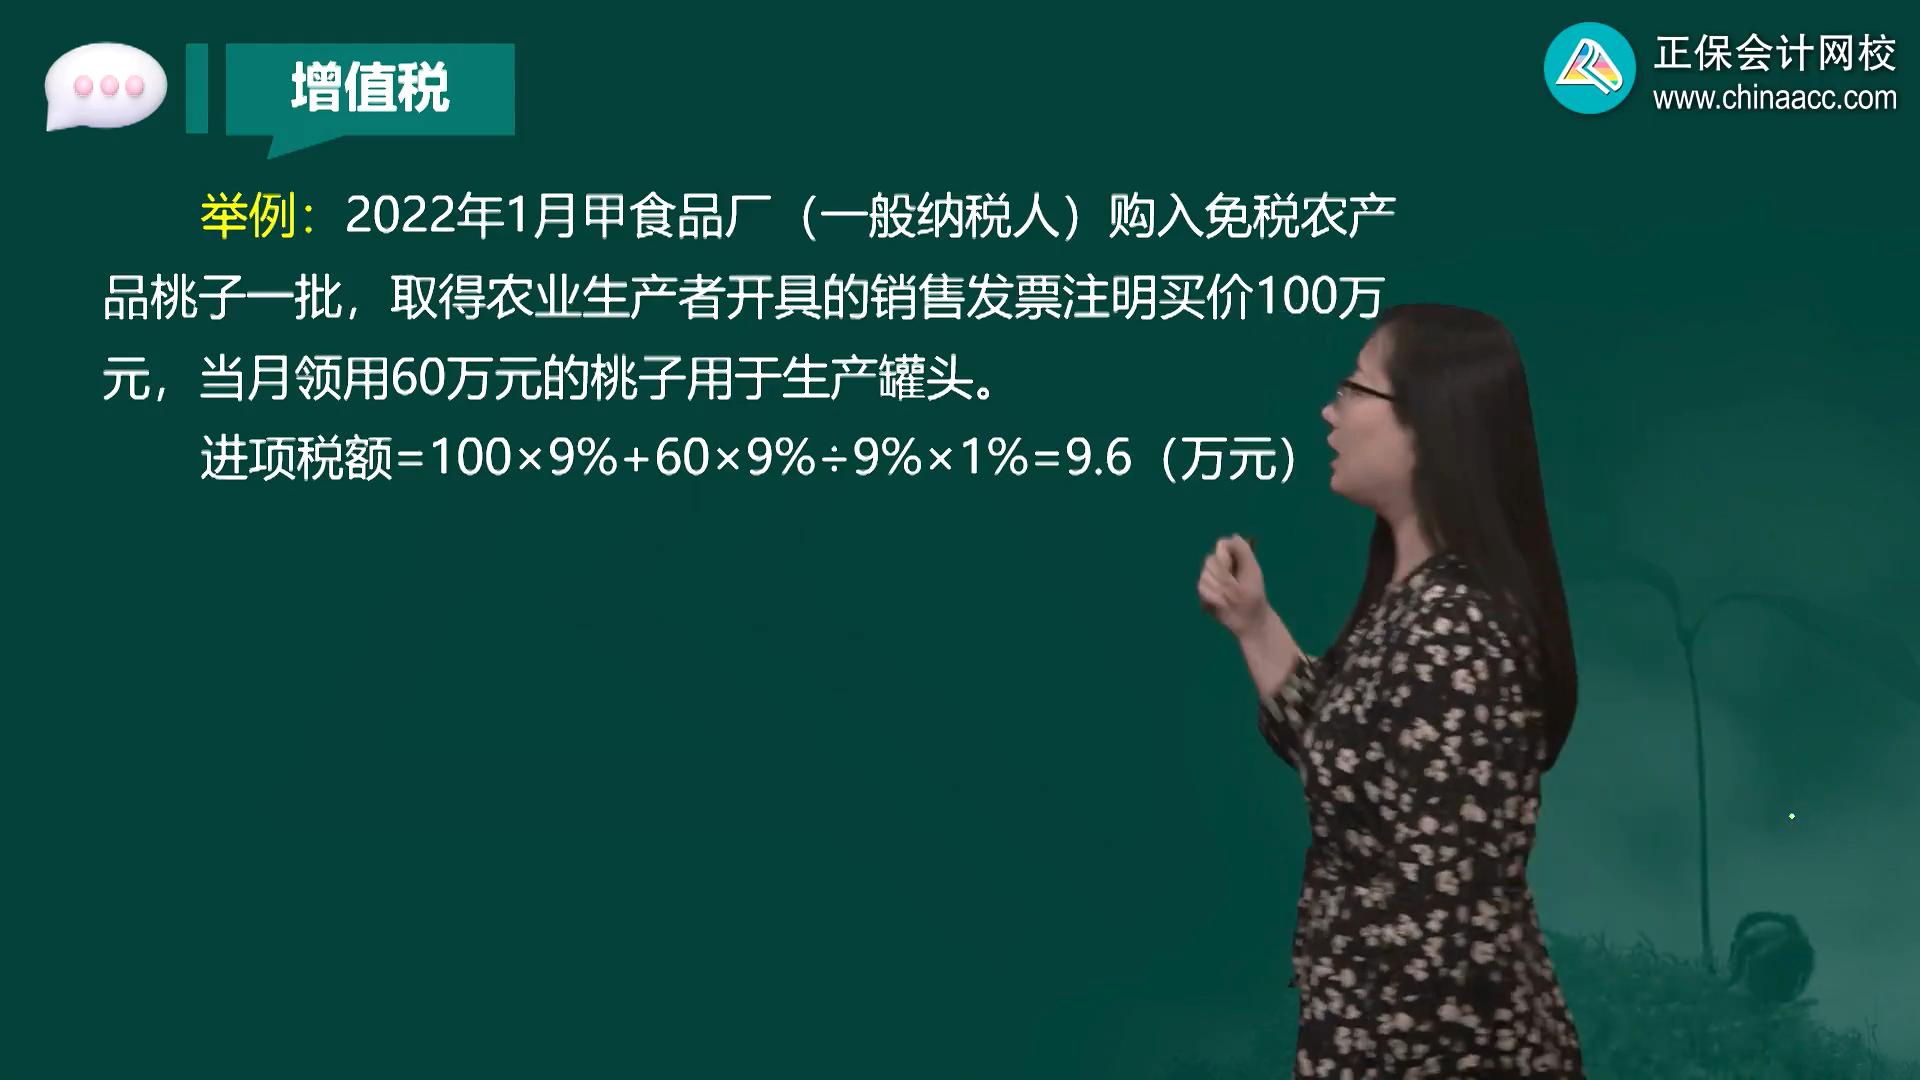 增值税
正保会计网校
www.chinaacc.com
举例：2022年1月甲食品厂（一般纳税人）购入免税农产
品桃子一批，取得农业生产者开具的销售发票注明买价100万
元，当月领用60万元的桃子用于生产罐头。
进项税额=100×9%+60×9%÷9%×1%=9.6（万元）